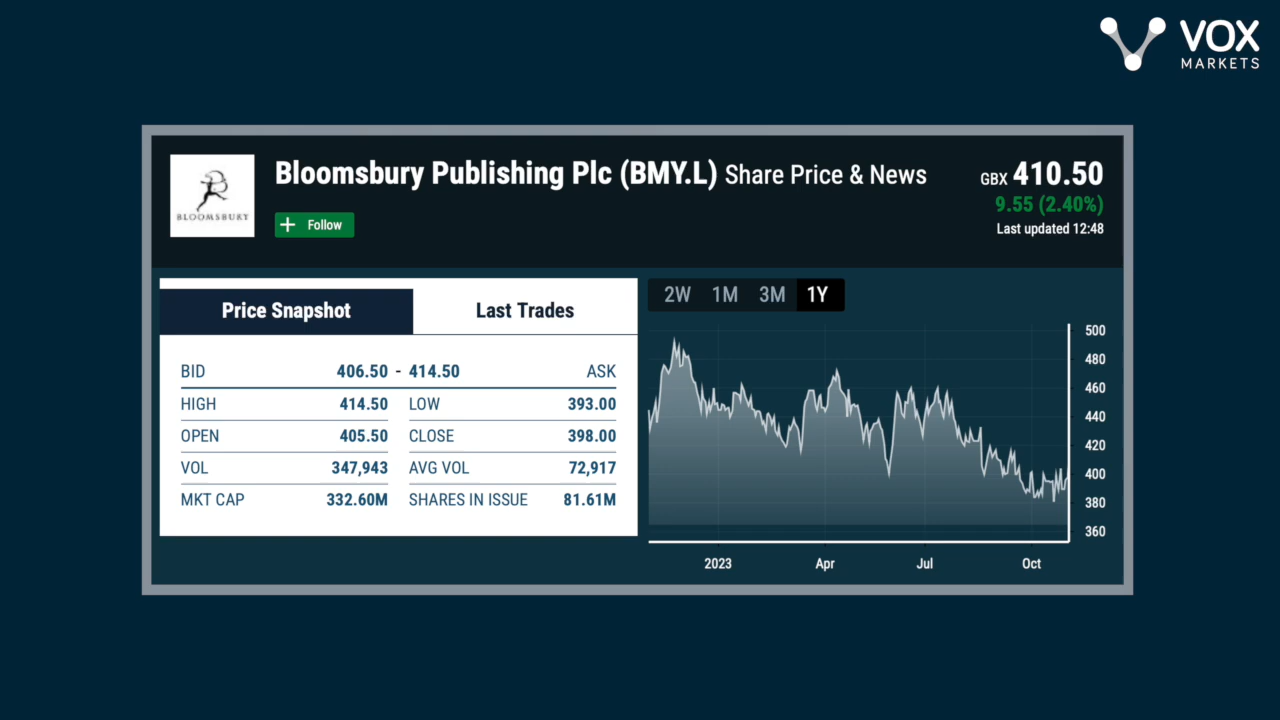 VOX
MARKETS
BLOOMSBURY
Bloomsbury Publishing Plc (BMY.L) Share Price & News
+ Follow
GBX 410.50
9.55 (2.40%)
Last updated 12:48
Price Snapshot
Last Trades
BID 406.50 - 414.50 ASK
HIGH 414.50 LOW 393.00
OPEN 405.50 CLOSE 398.00
VOL 347,943 AVG VOL 72,917
MKT CAP 332.60M SHARES IN ISSUE 81.61M
2W 1M 3M 1Y
500
480
460
440
420
400
380
360
2023 Apr Jul Oct